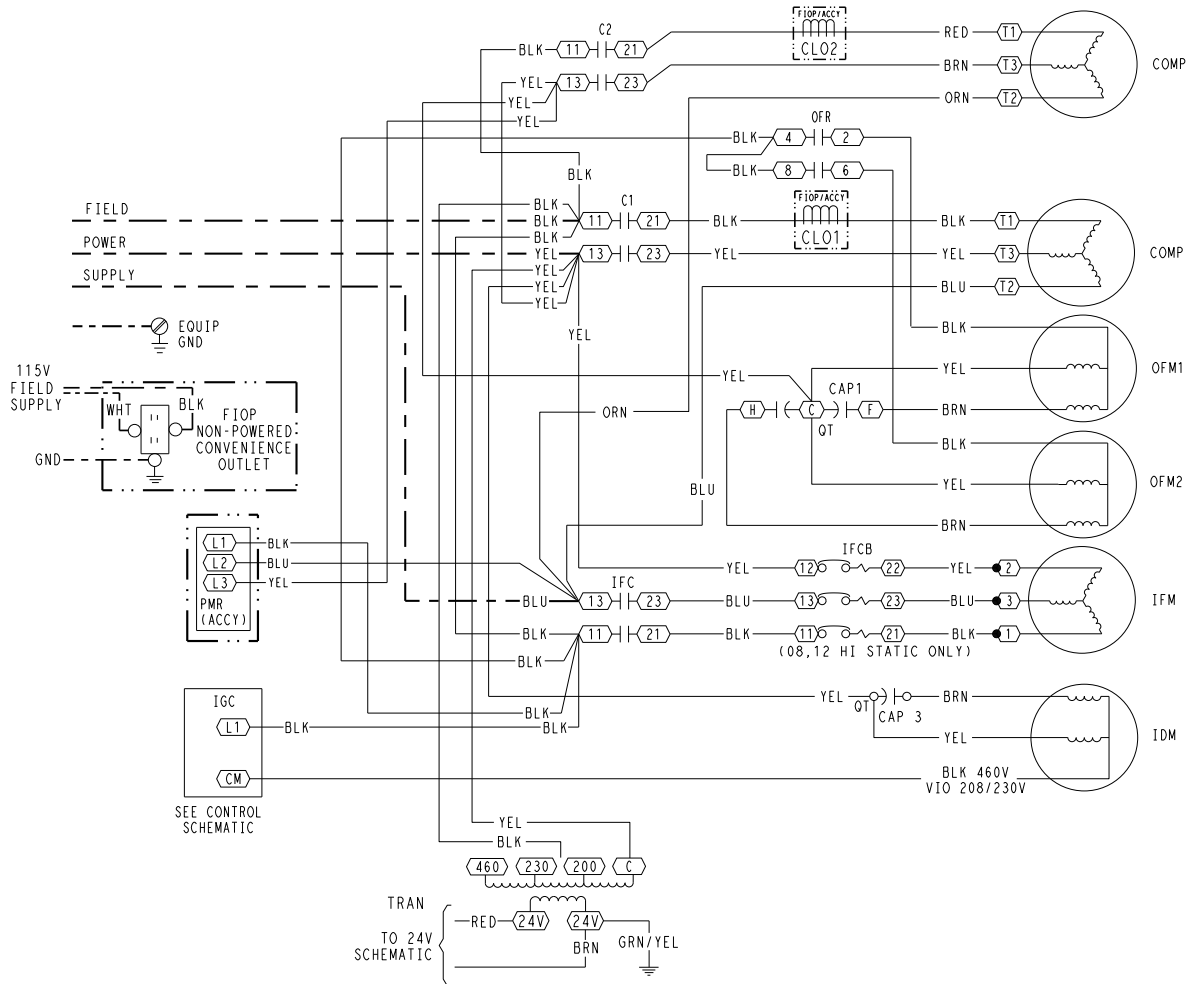 FIOP/ACCY
C2
CLO2
BLK 11 21
RED T1
YEL 13 23
BRN T3
COMP
YEL
YEL
ORN T2
OFR
BLK 4 2
BLK 8 6
BLK
FIOP/ACCY
BLK
C1
FIELD
BLK 11 21 BLK
CLO1
BLK T1
BLK
POWER
YEL 13 23 YEL
YEL T3
COMP
YEL
SUPPLY
YEL
BLU T2
YEL
EQUIP
GND
YEL
BLK
115V
FIELD
SUPPLY
YEL
YEL
OFM1
CAP1
WHT
BLK
FIOP
NON-POWERED
CONVENIENCE
OUTLET
ORN
H C F
BRN
QT
BLK
GND
YEL
OFM2
BLU
BRN
L1 BLK
L2 BLU
L3 YEL
PMR
(ACCY)
IFCB
YEL 12 22 YEL 2
IFC
BLU 13 23 BLU 13 23 BLU 3
IFM
BLK 11 21 BLK 11 21 BLK 1
(08,12 HI STATIC ONLY)
BLK
IGC
YEL
QT
CAP 3
BRN
BLK
L1 BLK
BLK
YEL
IDM
CM
BLK 460V
VIO 208/230V
SEE CONTROL
SCHEMATIC
YEL
BLK
460 230 200 C
TRAN
RED 24V 24V
TO 24V
SCHEMATIC
BRN
GRN/YEL